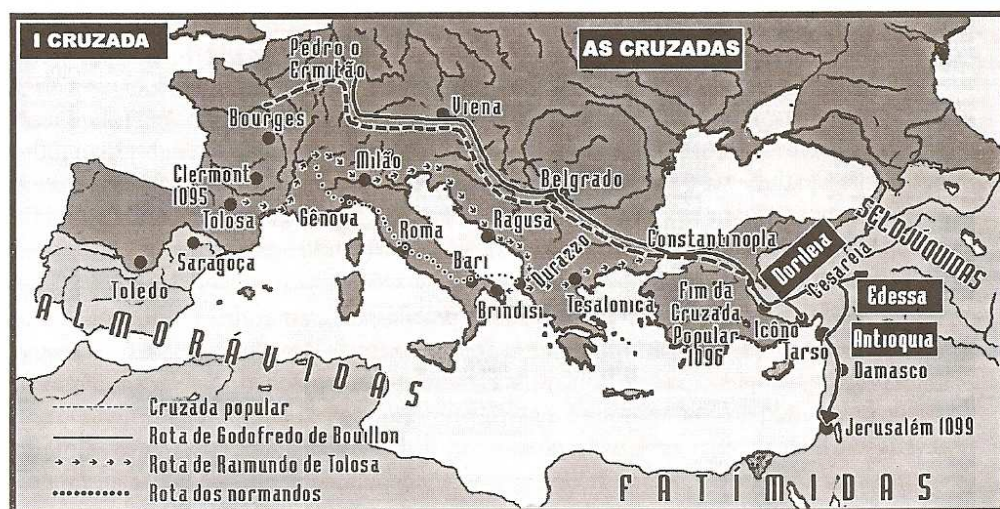 I CRUZADA
AS CRUZADAS
Pedro o
Ermitão
Bourges
Viena
Clermont
1095
Milão
Tolosa
Gênova
Belgrado
Ragusa
Roma
Constantinopla
Saragoça
Toledo
Bari
Durazzo
Brindisi
Tesalonica
Dorileia
SELDJÚQUIDAS
Cesaréia
Fim da
Cruzada
Popular
1096
Icôno
Edessa
Antioquia
Tarso
Damasco
ALMORÁVIDAS
Jerusalém 1099
FATÍMIDAS
Cruzada popular
Rota de Godofredo de Bouillon
Rota de Raimundo de Tolosa
Rota dos normandos